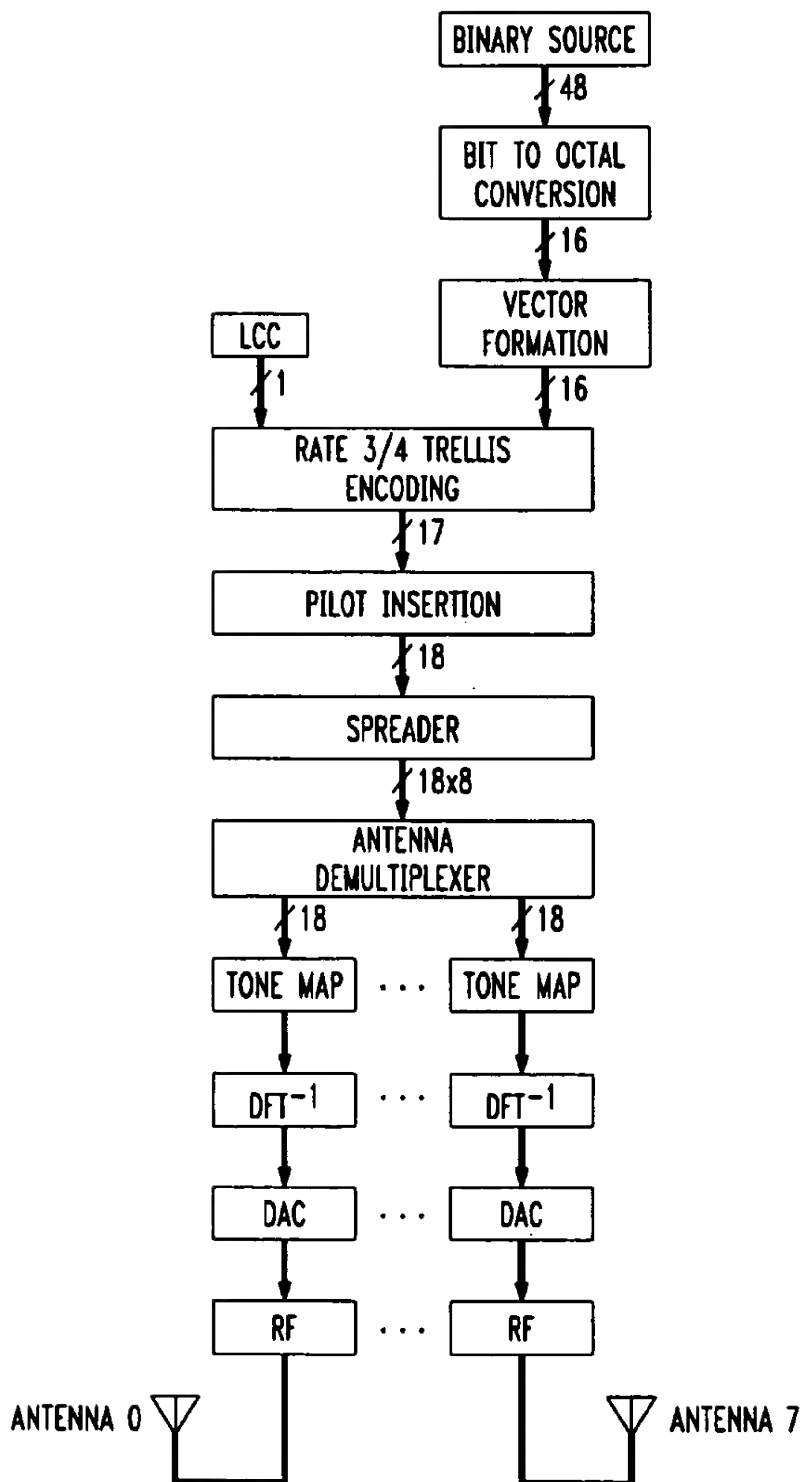 BINARY SOURCE
48
BIT TO OCTAL
CONVERSION
16
VECTOR
FORMATION
LCC
1
16
RATE 3/4 TRELLIS
ENCODING
17
PILOT INSERTION
18
SPREADER
18x8
ANTENNA
DEMULTIPLEXER
18 18
TONE MAP ... TONE MAP
DFT⁻¹ ... DFT⁻¹
DAC ... DAC
RF ... RF
ANTENNA 0 ANTENNA 7